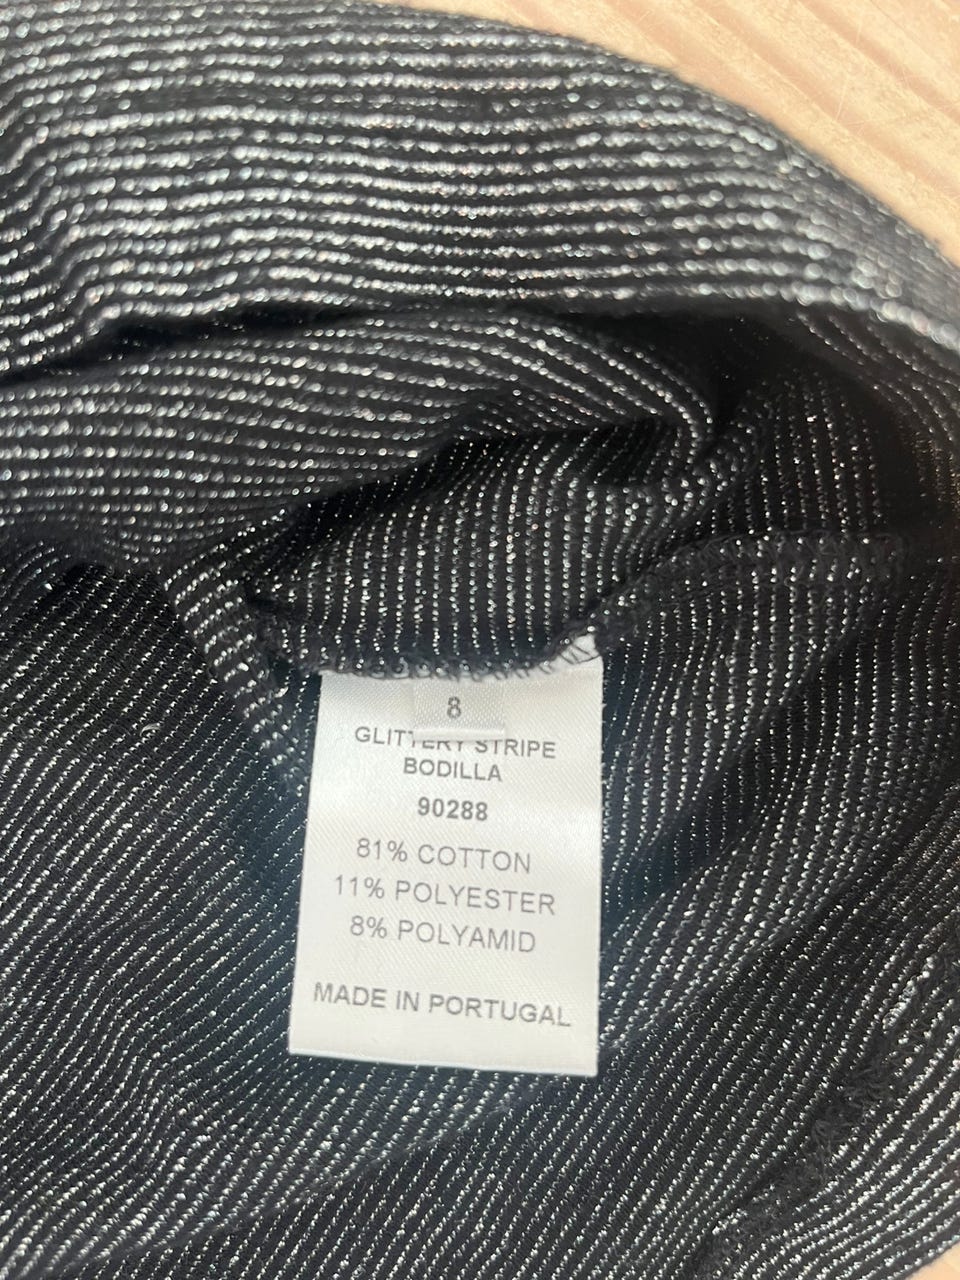 8
GLITTERY STRIPE
BODILLA
90288
81% COTTON
11% POLYESTER
8% POLYAMID
MADE IN PORTUGAL